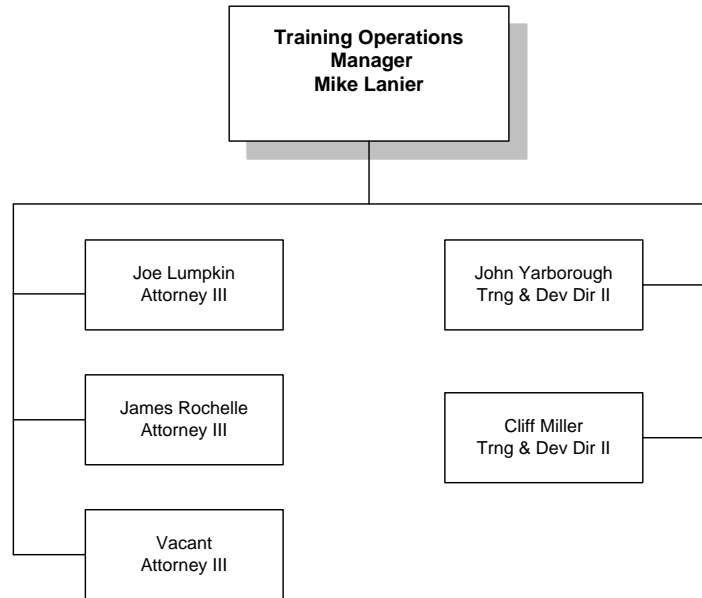 Training Operations
Manager
Mike Lanier
Joe Lumpkin
Attorney III
John Yarborough
Trng & Dev Dir II
James Rochelle
Attorney III
Cliff Miller
Trng & Dev Dir II
Vacant
Attorney III